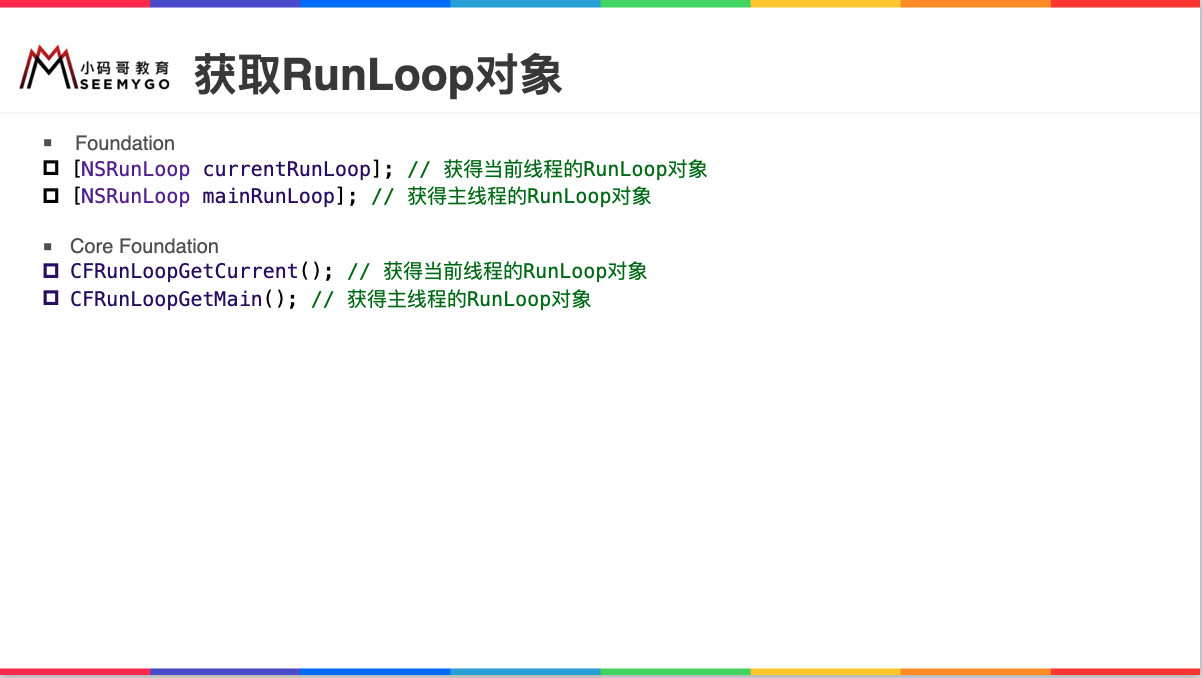 小码哥教育
SEEMYGO
获取RunLoop对象
Foundation
[NSRunLoop currentRunLoop]; // 获得当前线程的RunLoop对象
[NSRunLoop mainRunLoop]; // 获得主线程的RunLoop对象
Core Foundation
CFRunLoopGetCurrent(); // 获得当前线程的RunLoop对象
CFRunLoopGetMain(); // 获得主线程的RunLoop对象